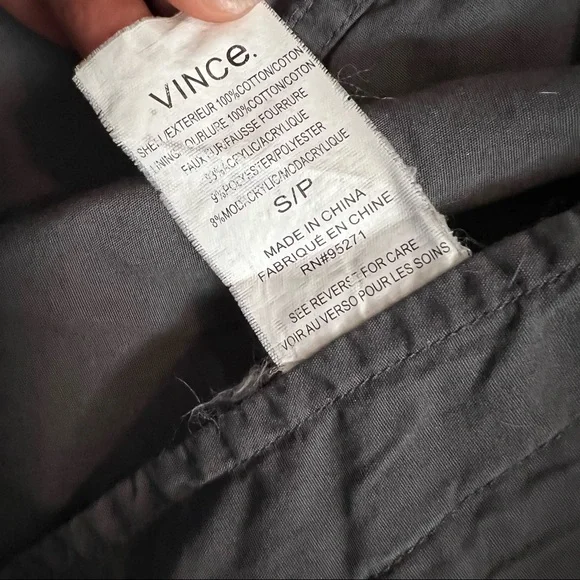 VINCE.
SHELL/EXTERIEUR 100%COTTON/COTON
LINING/DOUBLURE 100%COTTON/COTON
FAUX FUR/FAUSSE FOURRURE
83%ACRYLIC/ACRYLIQUE
9%POLYESTER/POLYESTER
8%MODACRYLIC/MODACRYLIQUE
S/P
MADE IN CHINA
FABRIQUÉ EN CHINE
RN#95271
SEE REVERSE FOR CARE
VOIR AU VERSO POUR LES SOINS